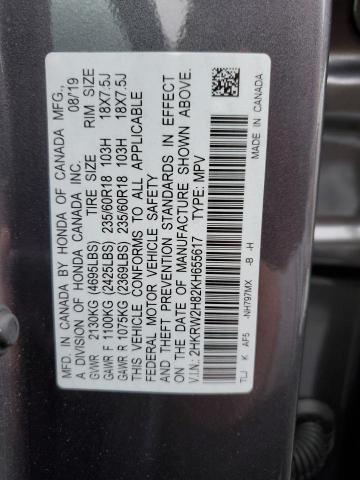 MFD. IN CANADA BY HONDA OF CANADA MFG.,
A DIVISION OF HONDA CANADA INC. 08/19
TIRE SIZE RIM SIZE
GVWR 2130KG (4695LBS)
GAWR F 1100KG (2425LBS) 235/60R18 103H 18X7.5J
GAWR R 1075KG (2369LBS) 235/60R18 103H 18X7.5J
THIS VEHICLE CONFORMS TO ALL APPLICABLE
FEDERAL MOTOR VEHICLE SAFETY
AND THEFT PREVENTION STANDARDS IN EFFECT
ON THE DATE OF MANUFACTURE SHOWN ABOVE.
V.I.N.: 2HKRW2H82KH655617 TYPE: MPV
TLJ K AF5 -NH797MX -B -H
MADE IN CANADA